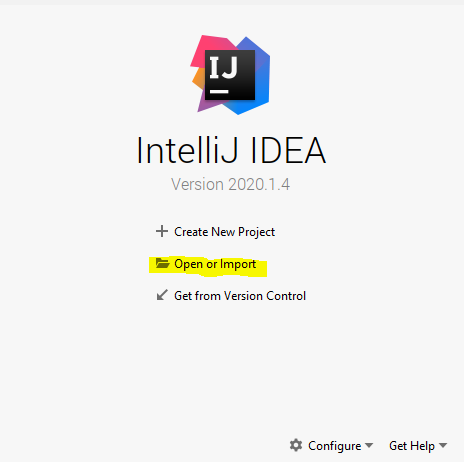 IJ
IntelliJ IDEA
Version 2020.1.4
Create New Project
Open or Import
Get from Version Control
Configure Get Help